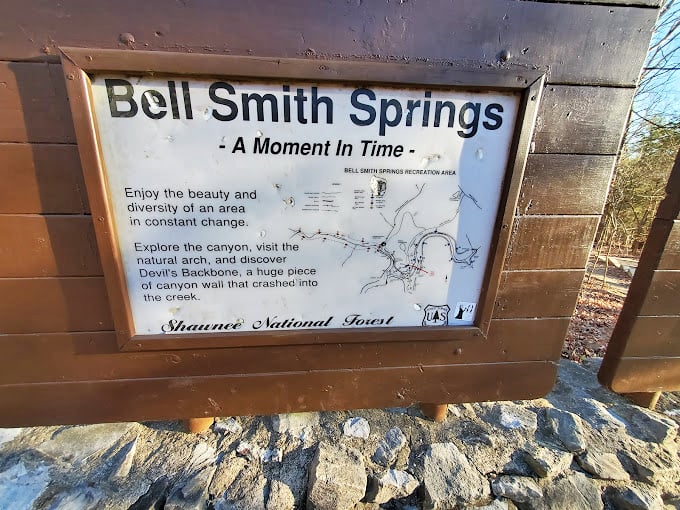 Bell Smith Springs
- A Moment In Time -
BELL SMITH SPRINGS RECREATION AREA
Enjoy the beauty and
diversity of an area
in constant change.
Explore the canyon, visit the
natural arch, and discover
Devil's Backbone, a huge piece
of canyon wall that crashed into
the creek.
Shawnee National Forest
U S